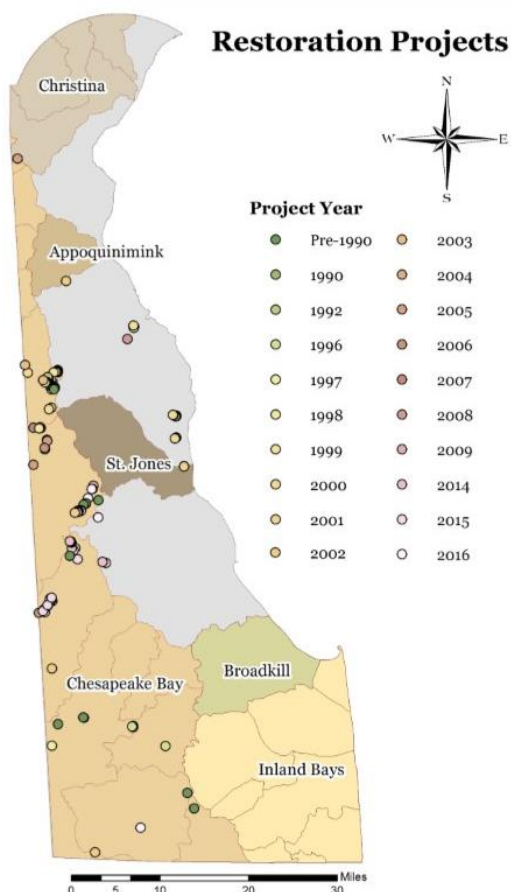 Restoration Projects
Christina
N
W E
S
Project Year
Appoquinimink
Pre-1990 2003
1990 2004
1992 2005
1996 2006
1997 2007
1998 2008
1999 2009
St. Jones
2000 2014
2001 2015
2002 2016
Chesapeake Bay
Broadkill
Inland Bays
Miles
0 5 10 20 30